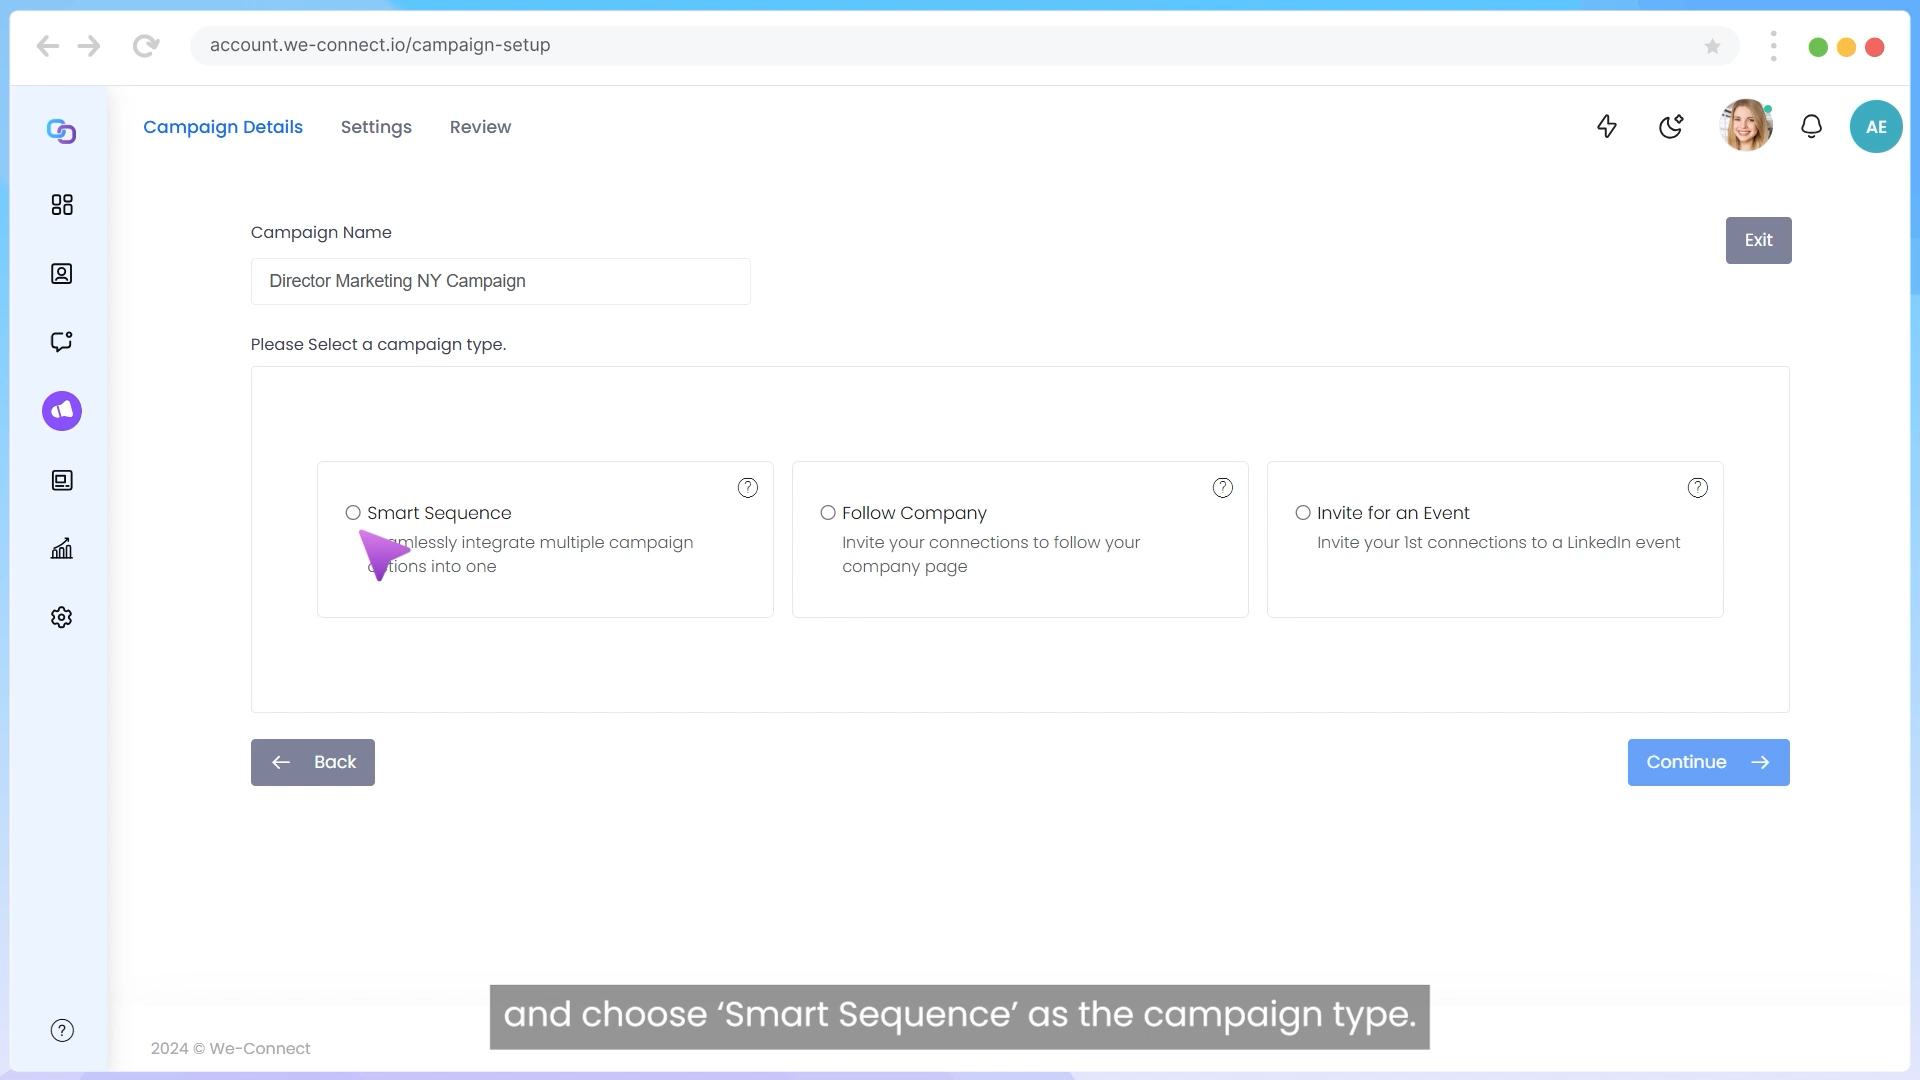 account.we-connect.io/campaign-setup
Campaign Details
Settings
Review
AE
Campaign Name
Exit
Director Marketing NY Campaign
Please Select a campaign type.
Smart Sequence
integrate multiple campaign
into one
Follow Company
Invite your connections to follow your
company page
Invite for an Event
Invite your 1st connections to a LinkedIn event
Back
Continue
and choose ‘Smart Sequence’ as the campaign type.
2024 © We-Connect